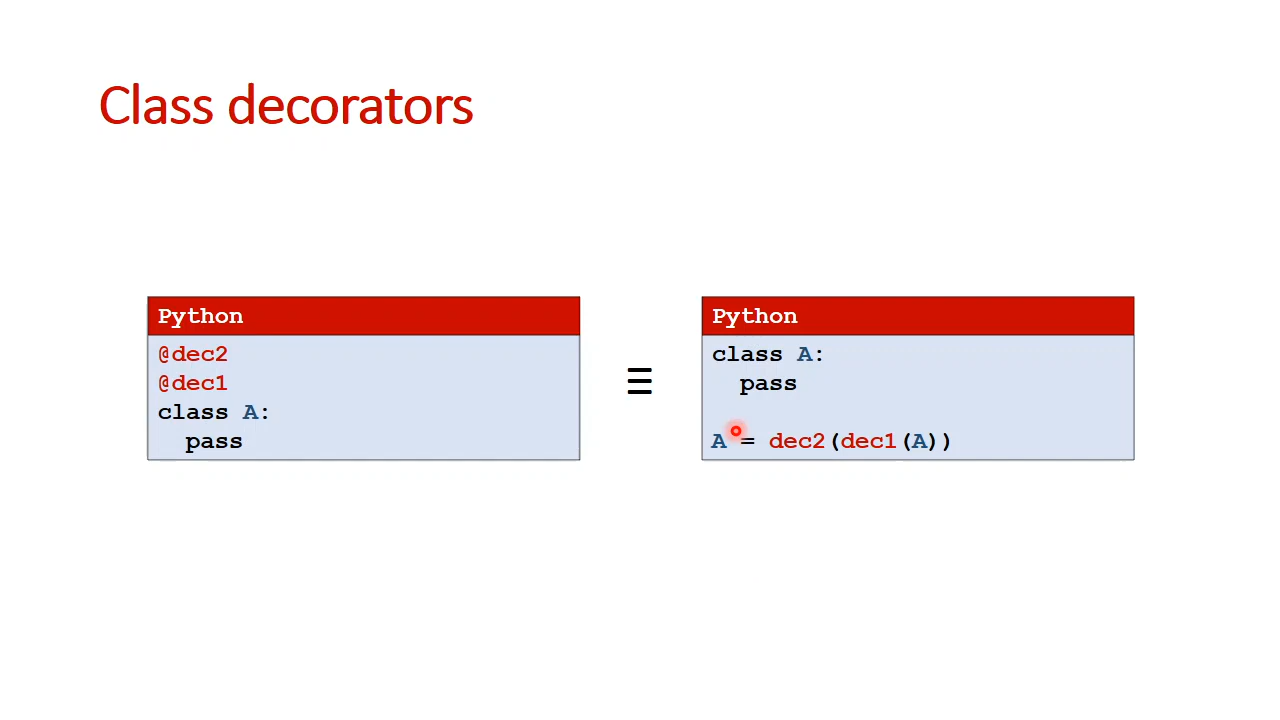 Class decorators
Python
@dec2
@dec1
class A:
  pass
≡
Python
class A:
  pass
A = dec2(dec1(A))